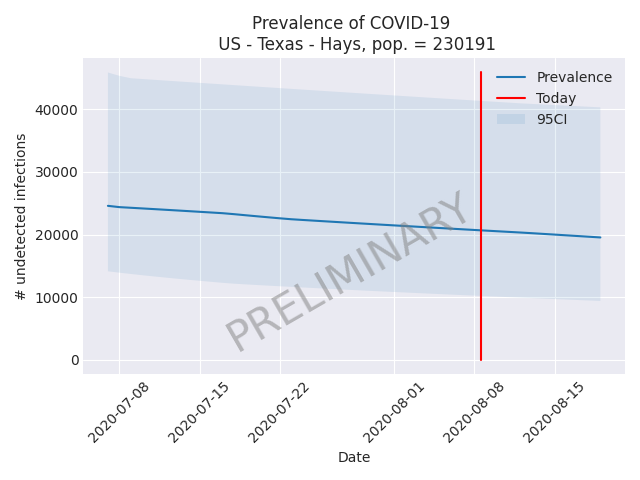 Prevalence of COVID-19
US - Texas - Hays, pop. = 230191
Prevalence
Today
95CI
# undetected infections
40000
30000
20000
10000
0
PRELIMINARY
2020-07-08
2020-07-15
2020-07-22
2020-08-01
2020-08-08
2020-08-15
Date